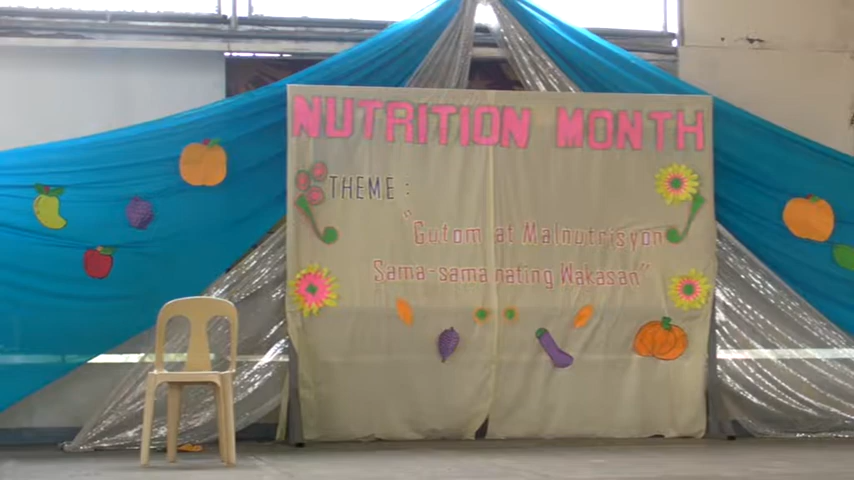 NUTRITION MONTH
THEME :
"Gutom at Malnutrisyon
Sama-sama nating Wakasan"